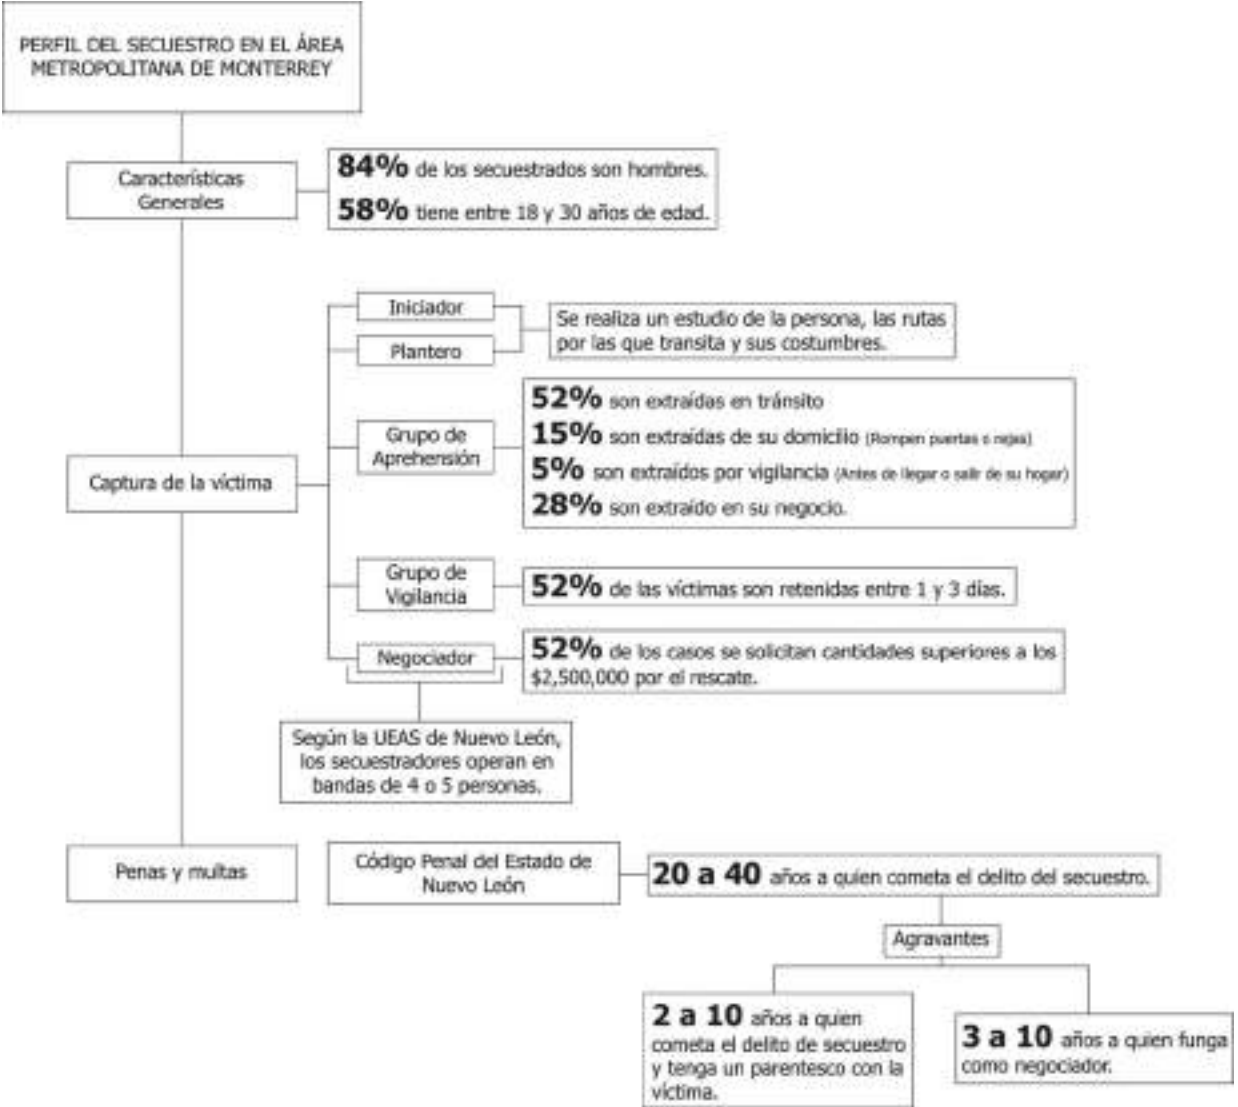 PERFIL DEL SECUESTRO EN EL ÁREA
METROPOLITANA DE MONTERREY
Características
Generales
84% de los secuestrados son hombres.
58% tiene entre 18 y 30 años de edad.
Iniciador
Plantero
Se realiza un estudio de la persona, las rutas
por las que transita y sus costumbres.
Captura de la víctima
Grupo de
Aprehensión
52% son extraídas en tránsito
15% son extraídas de su domicilio (Rompen puertas o rejas)
5% son extraídos por vigilancia (Antes de llegar o salir de su hogar)
28% son extraído en su negocio.
Grupo de
Vigilancia
52% de las víctimas son retenidas entre 1 y 3 días.
Negociador
52% de los casos se solicitan cantidades superiores a los
$2,500,000 por el rescate.
Según la UEAS de Nuevo León,
los secuestradores operan en
bandas de 4 o 5 personas.
Penas y multas
Código Penal del Estado de
Nuevo León
20 a 40 años a quien cometa el delito del secuestro.
Agravantes
2 a 10 años a quien
cometa el delito de secuestro
y tenga un parentesco con la
víctima.
3 a 10 años a quien funga
como negociador.